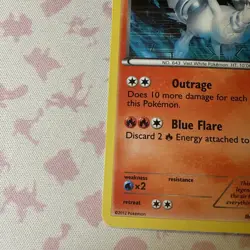 NO. 643 Vast White Pokémon HT: 10'6"
Outrage
Does 10 more damage for each
this Pokémon.
Blue Flare
Discard 2 Energy attached to
weakness
resistance
×2
retreat
©2012 Pokémon